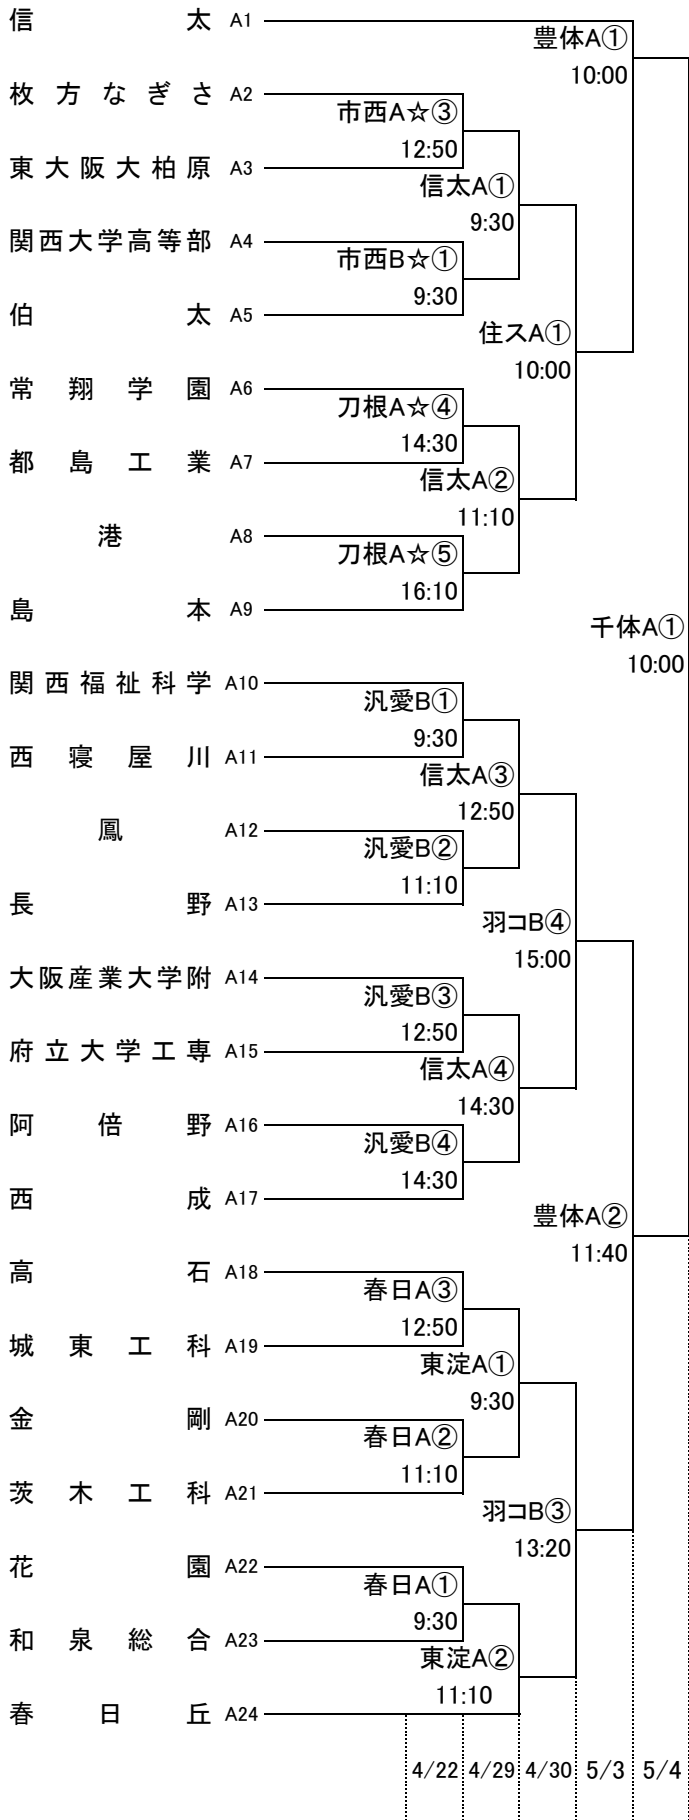 信太 A1
豊体A①
10:00
枚方なぎさ A2
市西A☆③
12:50
東大阪大柏原 A3
信太A①
9:30
関西大学高等部 A4
市西B☆①
9:30
伯太 A5
住スA①
10:00
常翔学園 A6
刀根A☆④
14:30
都島工業 A7
信太A②
11:10
港 A8
刀根A☆⑤
16:10
島本 A9
千体A①
10:00
関西福祉科学 A10
汎愛B①
9:30
西寝屋川 A11
信太A③
12:50
鳳 A12
汎愛B②
11:10
長野 A13
羽コB④
15:00
大阪産業大学附 A14
汎愛B③
12:50
府立大学工専 A15
信太A④
14:30
阿倍野 A16
汎愛B④
14:30
西成 A17
豊体A②
11:40
高石 A18
春日A③
12:50
城東工科 A19
東淀A①
9:30
金剛 A20
春日A②
11:10
茨木工科 A21
羽コB③
13:20
花園 A22
春日A①
9:30
和泉総合 A23
東淀A②
11:10
春日丘 A24
4/22 4/29 4/30 5/3 5/4